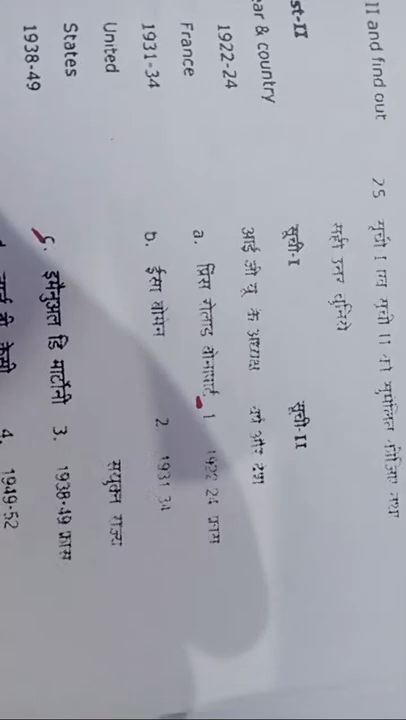 II and find out
st-II
ear & country
1922-24
France
1931-34
United
States
1938-49
25 सूची I एवं सूची II को सुमेलित कीजिए तथा
सही उत्तर चुनिये
सूची-I सूची-II
आई जी यू के अध्यक्ष वर्ष और देश
a. प्रिंस रोलाड बोनापार्ट 1 1922 24 फ्रांस
b. ईसा बोमन 2 1931 34
संयुक्त राज्य
c. इमैनुअल डि मार्टोनी 3. 1938-49 फ्रांस
4. 1949-52